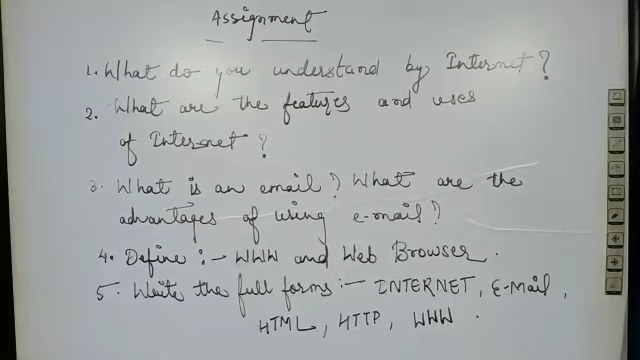 Assignment
1. What do you understand by Internet?
2. What are the features and uses
of Internet?
3. What is an email? What are the
advantages of using e-mail?
4. Define :- WWW and Web Browser.
5. Write the full forms :- INTERNET, E-Mail,
HTML, HTTP, WWW.